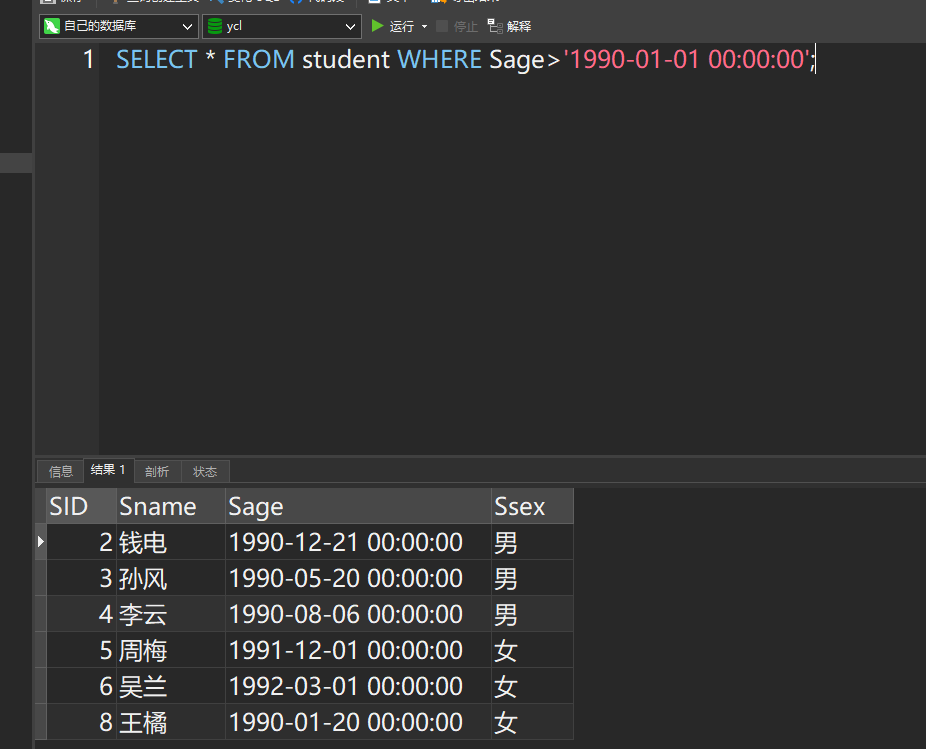 自己的数据库 ycl 运行 停止 解释
1 SELECT * FROM student WHERE Sage>'1990-01-01 00:00:00';
信息 结果 1 剖析 状态
SID Sname Sage Ssex
2 钱电 1990-12-21 00:00:00 男
3 孙风 1990-05-20 00:00:00 男
4 李云 1990-08-06 00:00:00 男
5 周梅 1991-12-01 00:00:00 女
6 吴兰 1992-03-01 00:00:00 女
8 王橘 1990-01-20 00:00:00 女